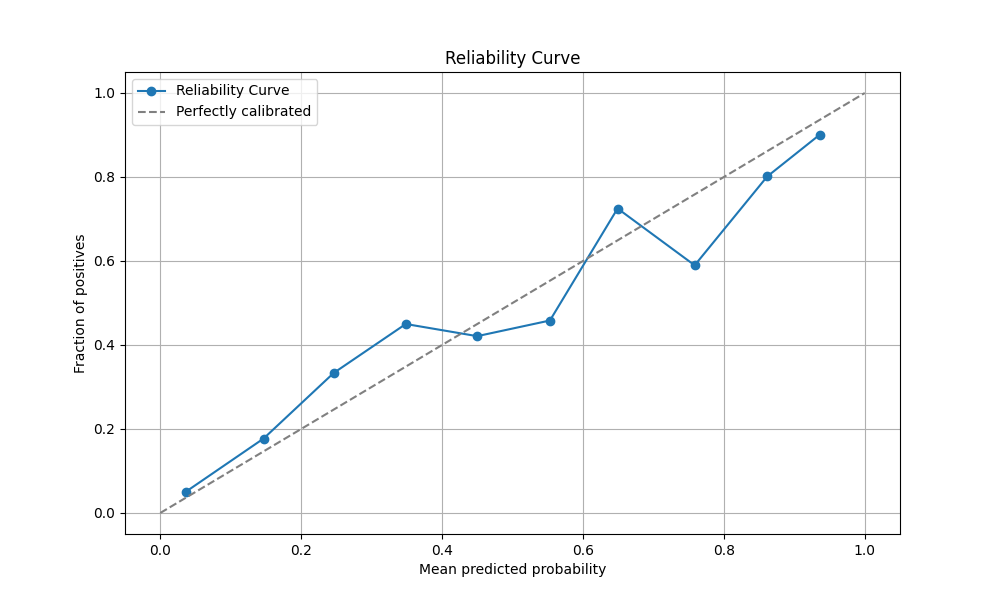 Reliability Curve
Reliability Curve
Perfectly calibrated
1.0
0.8
0.6
0.4
0.2
0.0
Fraction of positives
0.0 0.2 0.4 0.6 0.8 1.0
Mean predicted probability